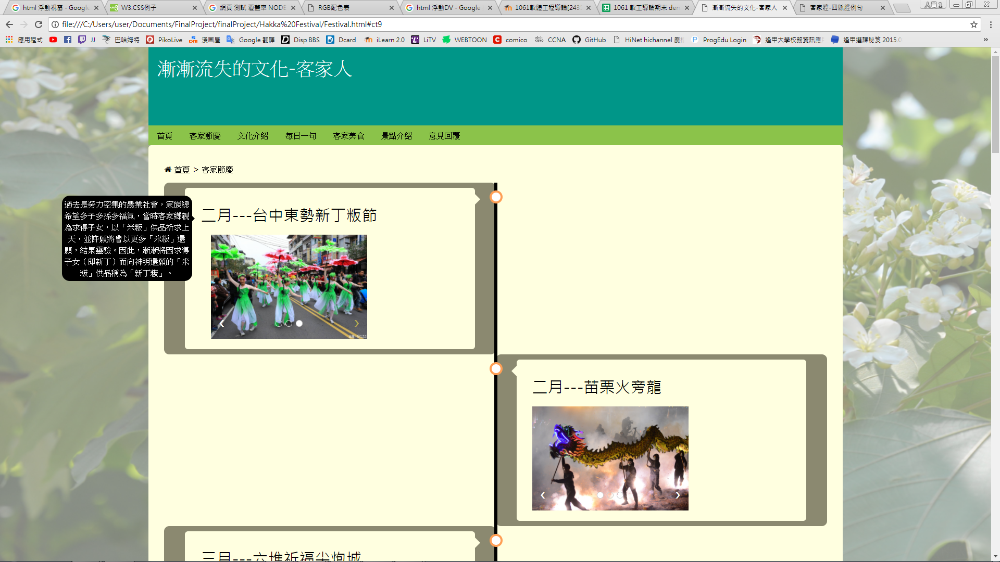 html 浮動視窗 - Google
W3.CSS例子
網頁 測試 覆蓋率 NODE
RGB配色表
html 浮動DV - Google
1061軟體工程導論[2435
1061 軟工導論期末 dem
漸漸流失的文化-客家人
客家腔-四縣腔例句
人員1
file:///C:/Users/user/Documents/FinalProject/finalProject/Hakka%20Festival/Festival.html#ct9
應用程式
JJ
巴哈姆特
PikoLive
漫画屋
Google 翻譯
Disp BBS
Dcard
iLearn 2.0
LiTV
WEBTOON
comico
CCNA
GitHub
HiNet hichannel 廣播
ProgEdu Login
逢甲大學校務資訊應用
逢甲選課秘笈 2015.0
漸漸流失的文化-客家人
首頁 客家節慶 文化介紹 每日一句 客家美食 景點介紹 意見回覆
首頁 > 客家節慶
過去是勞力密集的農業社會，家族總
希望多子多孫多福氣，當時客家鄉親
為求得子女，以「米粄」供品祈求上
天，並許願將會以更多「米粄」還
願，結果靈驗。因此，漸漸將因求得
子女（即新丁）而向神明還願的「米
粄」供品稱為「新丁粄」。
二月---台中東勢新丁粄節
二月---苗栗火旁龍
三月---六堆祈福尖炮城